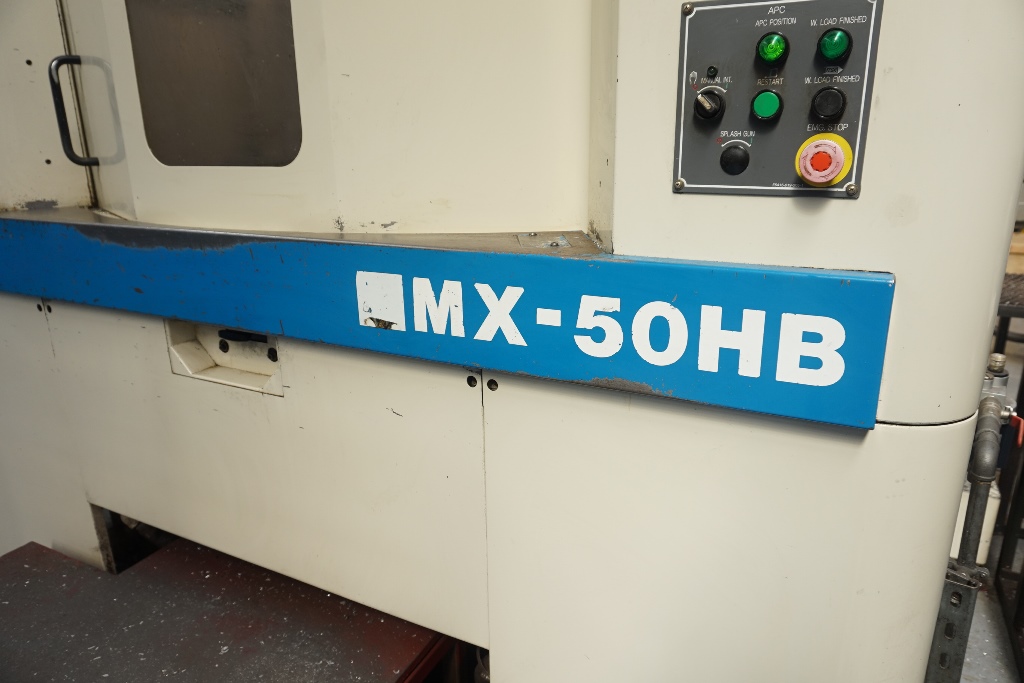 APC
APC POSITION
W. LOAD FINISHED
MANUAL INT.
RESTART
W. LOAD FINISHED
SPLASH GUN
EMG. STOP
MX-50HB